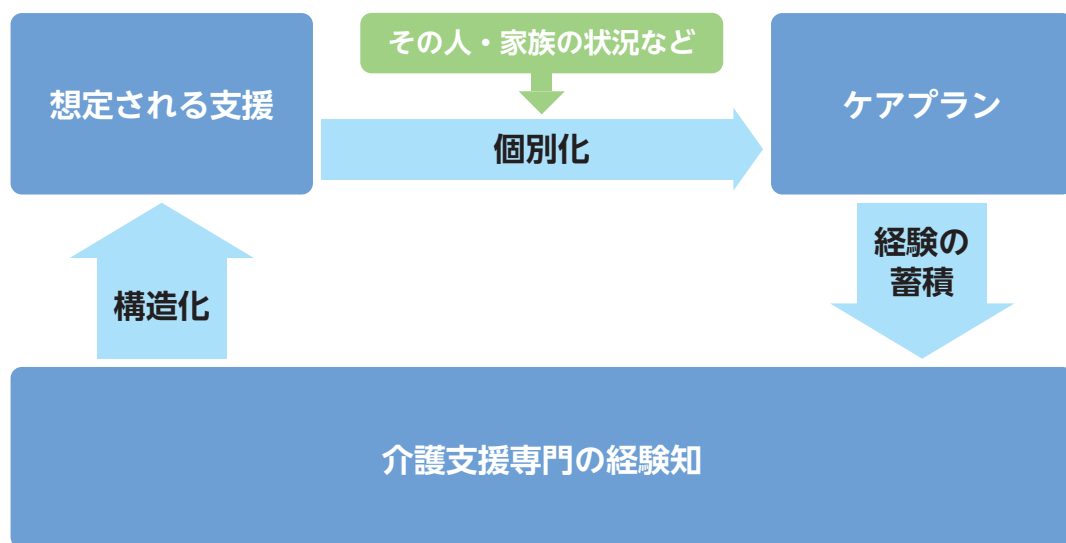 その人・家族の状況など
想定される支援
個別化
ケアプラン
構造化
経験の
蓄積
介護支援専門の経験知